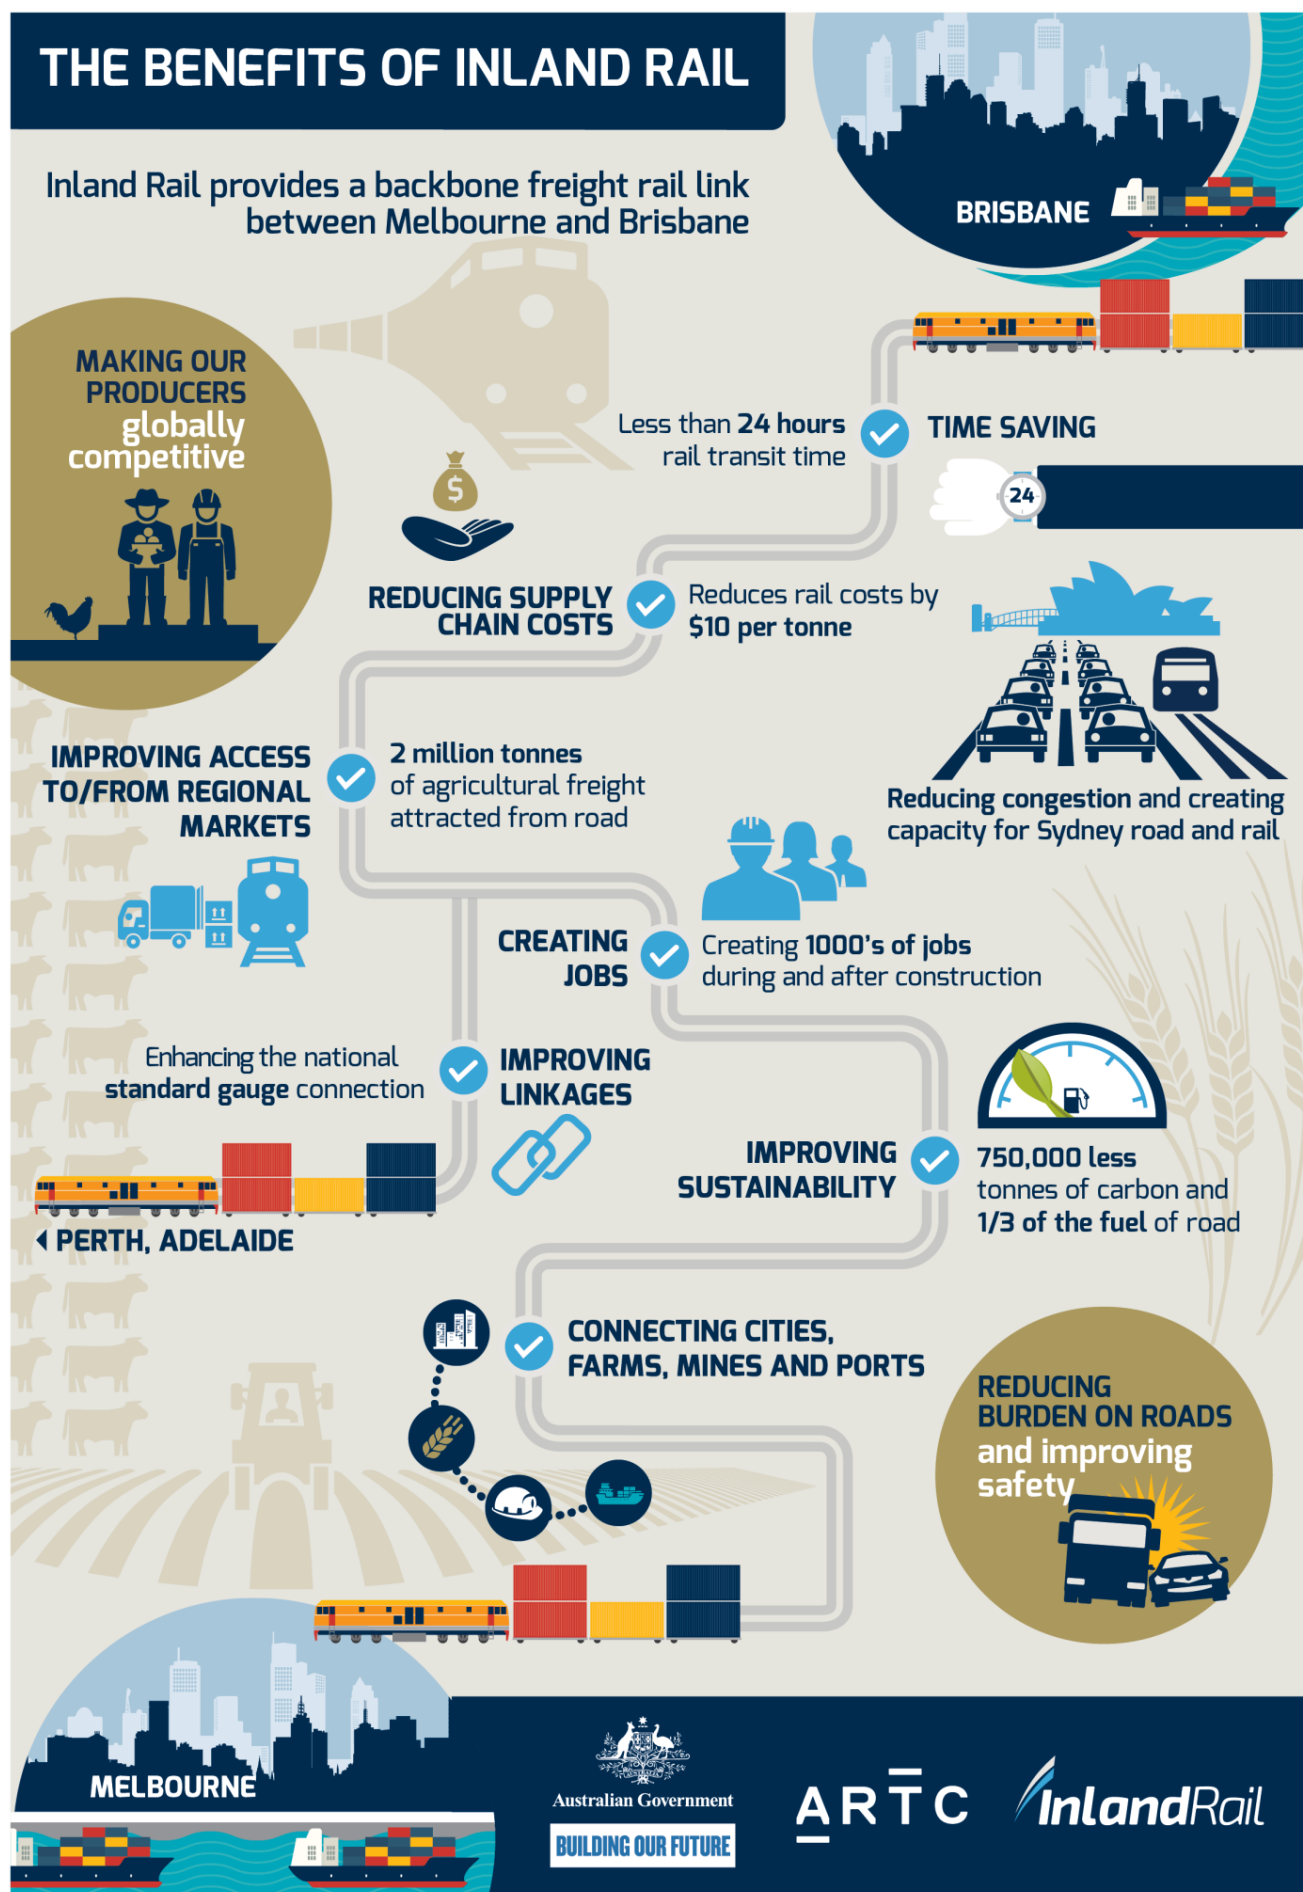 THE BENEFITS OF INLAND RAIL
Inland Rail provides a backbone freight rail link
between Melbourne and Brisbane
BRISBANE
MAKING OUR
PRODUCERS
globally
competitive
Less than 24 hours
rail transit time
TIME SAVING
24
$
REDUCING SUPPLY
CHAIN COSTS
Reduces rail costs by
$10 per tonne
IMPROVING ACCESS
TO/FROM REGIONAL
MARKETS
2 million tonnes
of agricultural freight
attracted from road
Reducing congestion and creating
capacity for Sydney road and rail
CREATING
JOBS
Creating 1000's of jobs
during and after construction
Enhancing the national
standard gauge connection
IMPROVING
LINKAGES
PERTH, ADELAIDE
IMPROVING
SUSTAINABILITY
750,000 less
tonnes of carbon and
1/3 of the fuel of road
CONNECTING CITIES,
FARMS, MINES AND PORTS
REDUCING
BURDEN ON ROADS
and improving
safety
MELBOURNE
Australian Government
BUILDING OUR FUTURE
ARTC
InlandRail